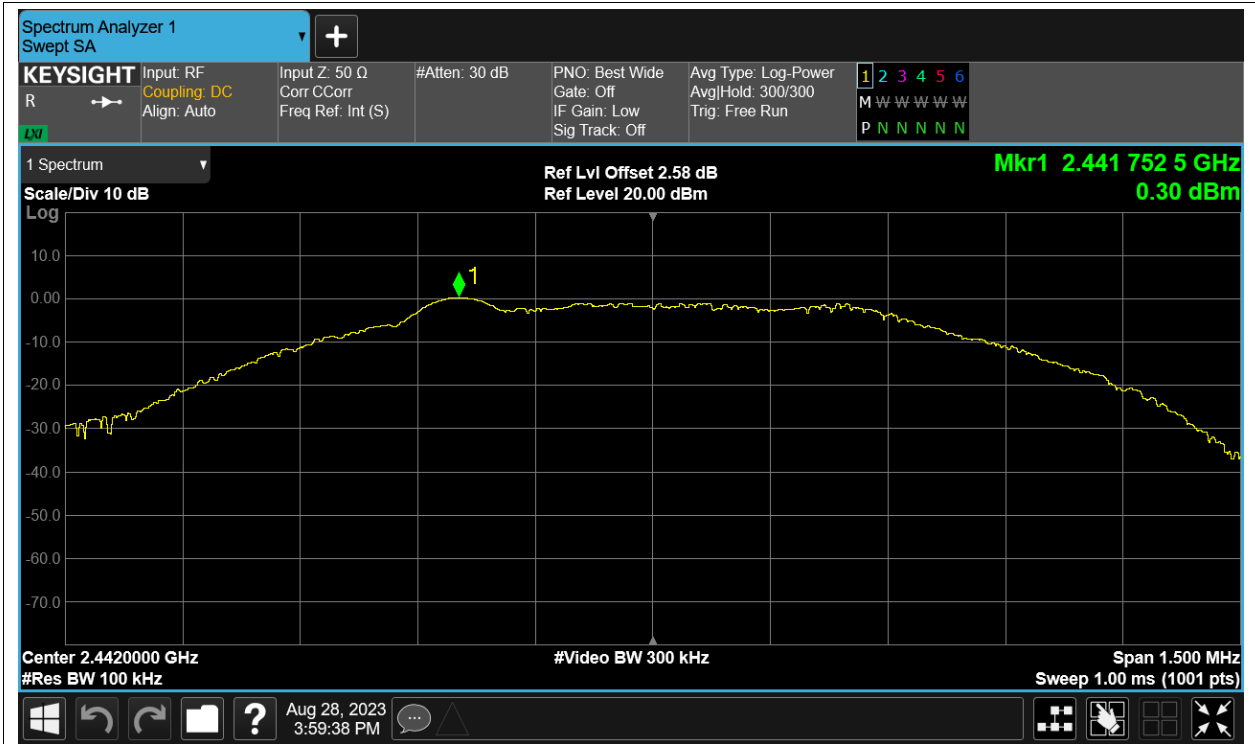 Spectrum Analyzer 1
Swept SA
+
KEYSIGHT
R
LXI
Input: RF
Coupling: DC
Align: Auto
Input Z: 50 Ω
Corr CCorr
Freq Ref: Int (S)
#Atten: 30 dB
PNO: Best Wide
Gate: Off
IF Gain: Low
Sig Track: Off
Avg Type: Log-Power
Avg|Hold: 300/300
Trig: Free Run
1 2 3 4 5 6
M W W W W W
P N N N N N
1 Spectrum
Scale/Div 10 dB
Log
Ref Lvl Offset 2.58 dB
Ref Level 20.00 dBm
Mkr1 2.441 752 5 GHz
0.30 dBm
10.0
1
0.00
-10.0
-20.0
-30.0
-40.0
-50.0
-60.0
-70.0
Center 2.4420000 GHz
#Res BW 100 kHz
#Video BW 300 kHz
Span 1.500 MHz
Sweep 1.00 ms (1001 pts)
?
Aug 28, 2023
3:59:38 PM